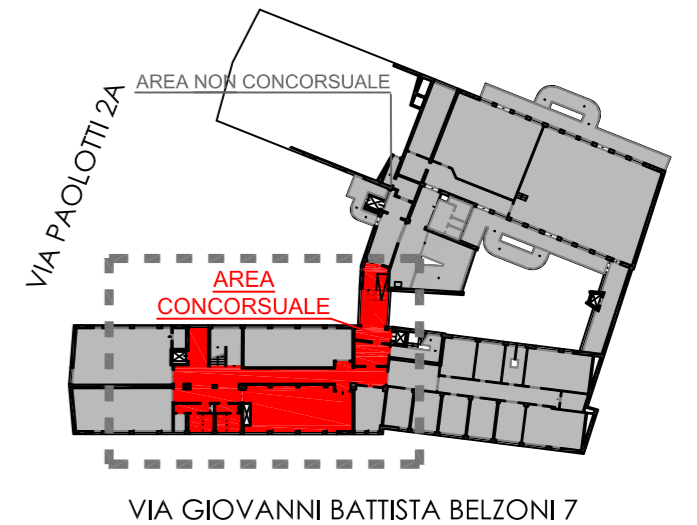 AREA NON CONCORSUALE
VIA PAOLOTTI 2A
AREA
CONCORSUALE
VIA GIOVANNI BATTISTA BELZONI 7